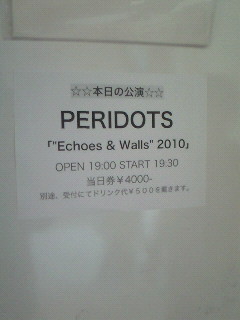 ☆☆本日の公演☆☆
PERIDOTS
「"Echoes & Walls" 2010」
OPEN 19:00 START 19:30
当日券￥4000-
別途、受付にてドリンク代￥５００を戴きます。